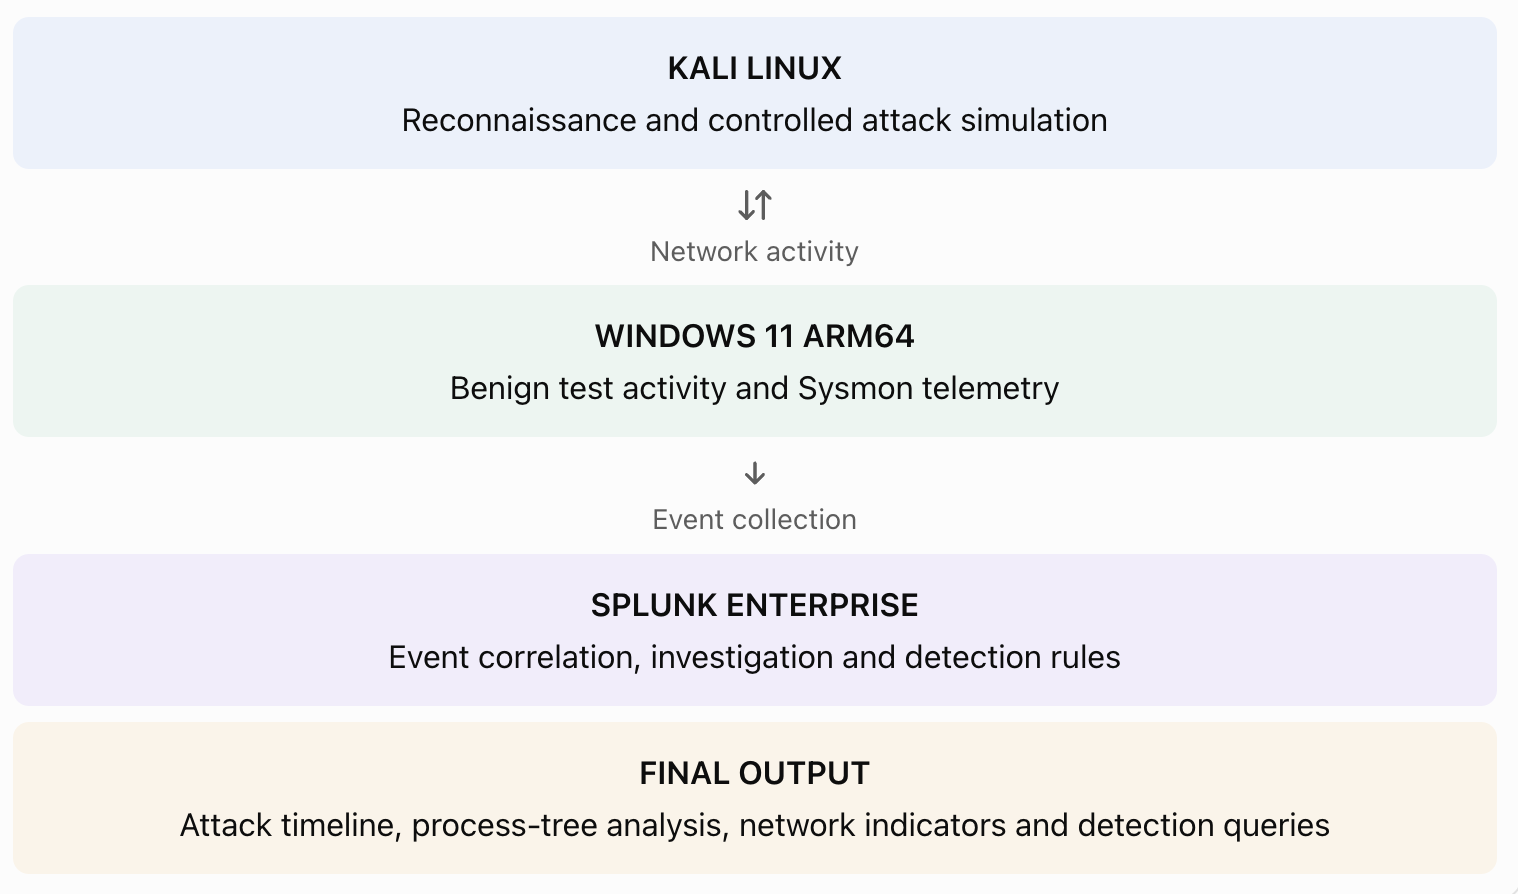 KALI LINUX
Reconnaissance and controlled attack simulation
Network activity
WINDOWS 11 ARM64
Benign test activity and Sysmon telemetry
Event collection
SPLUNK ENTERPRISE
Event correlation, investigation and detection rules
FINAL OUTPUT
Attack timeline, process-tree analysis, network indicators and detection queries